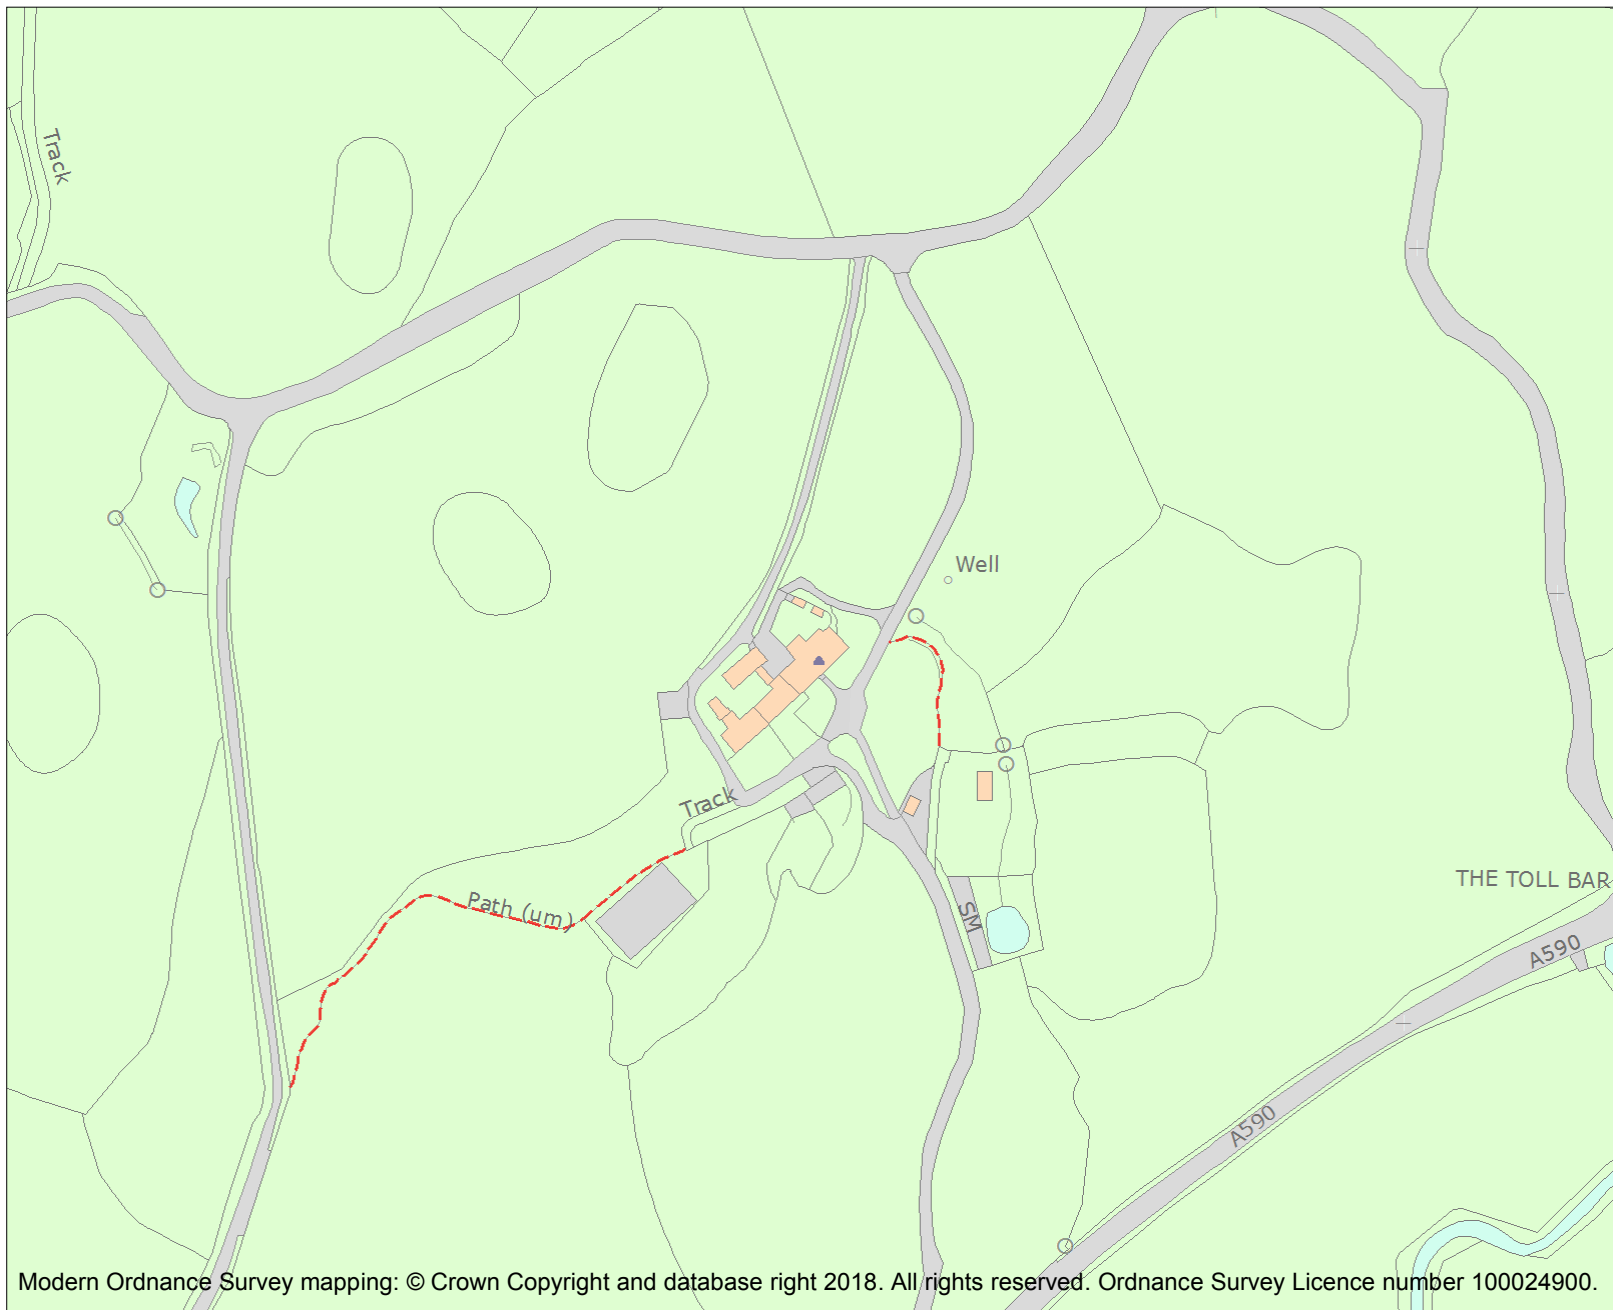 Track
Well
Track
Path (um)
THE TOLL BAR
SM
A590
A590
Modern Ordnance Survey mapping: © Crown Copyright and database right 2018. All rights reserved. Ordnance Survey Licence number 100024900.